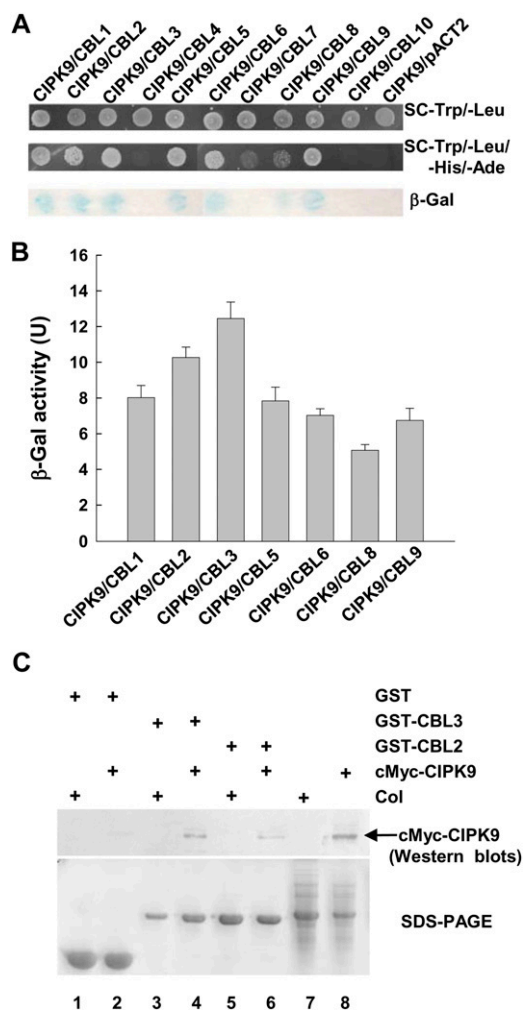 A
CIPK9/CBL1
CIPK9/CBL2
CIPK9/CBL3
CIPK9/CBL4
CIPK9/CBL5
CIPK9/CBL6
CIPK9/CBL7
CIPK9/CBL8
CIPK9/CBL9
CIPK9/CBL10
CIPK9/pACT2
SC-Trp/-Leu
SC-Trp/-Leu/
-His/-Ade
β-Gal
B
β-Gal activity (U)
16
14
12
10
8
6
4
2
0
CIPK9/CBL1
CIPK9/CBL2
CIPK9/CBL3
CIPK9/CBL5
CIPK9/CBL6
CIPK9/CBL8
CIPK9/CBL9
C
+ + GST
+ + GST-CBL3
+ + GST-CBL2
+ + + + cMyc-CIPK9
+ + + + Col
cMyc-CIPK9
(Western blots)
SDS-PAGE
1 2 3 4 5 6 7 8